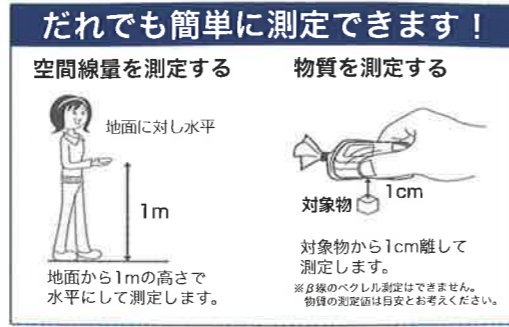 だれでも簡単に測定できます！
空間線量を測定する
地面に対し水平
1m
地面から1mの高さで
水平にして測定します。
物質を測定する
1cm
対象物
対象物から1cm離して
測定します。
※β線のベクレル測定はできません。
物質の測定値は目安とお考えください。